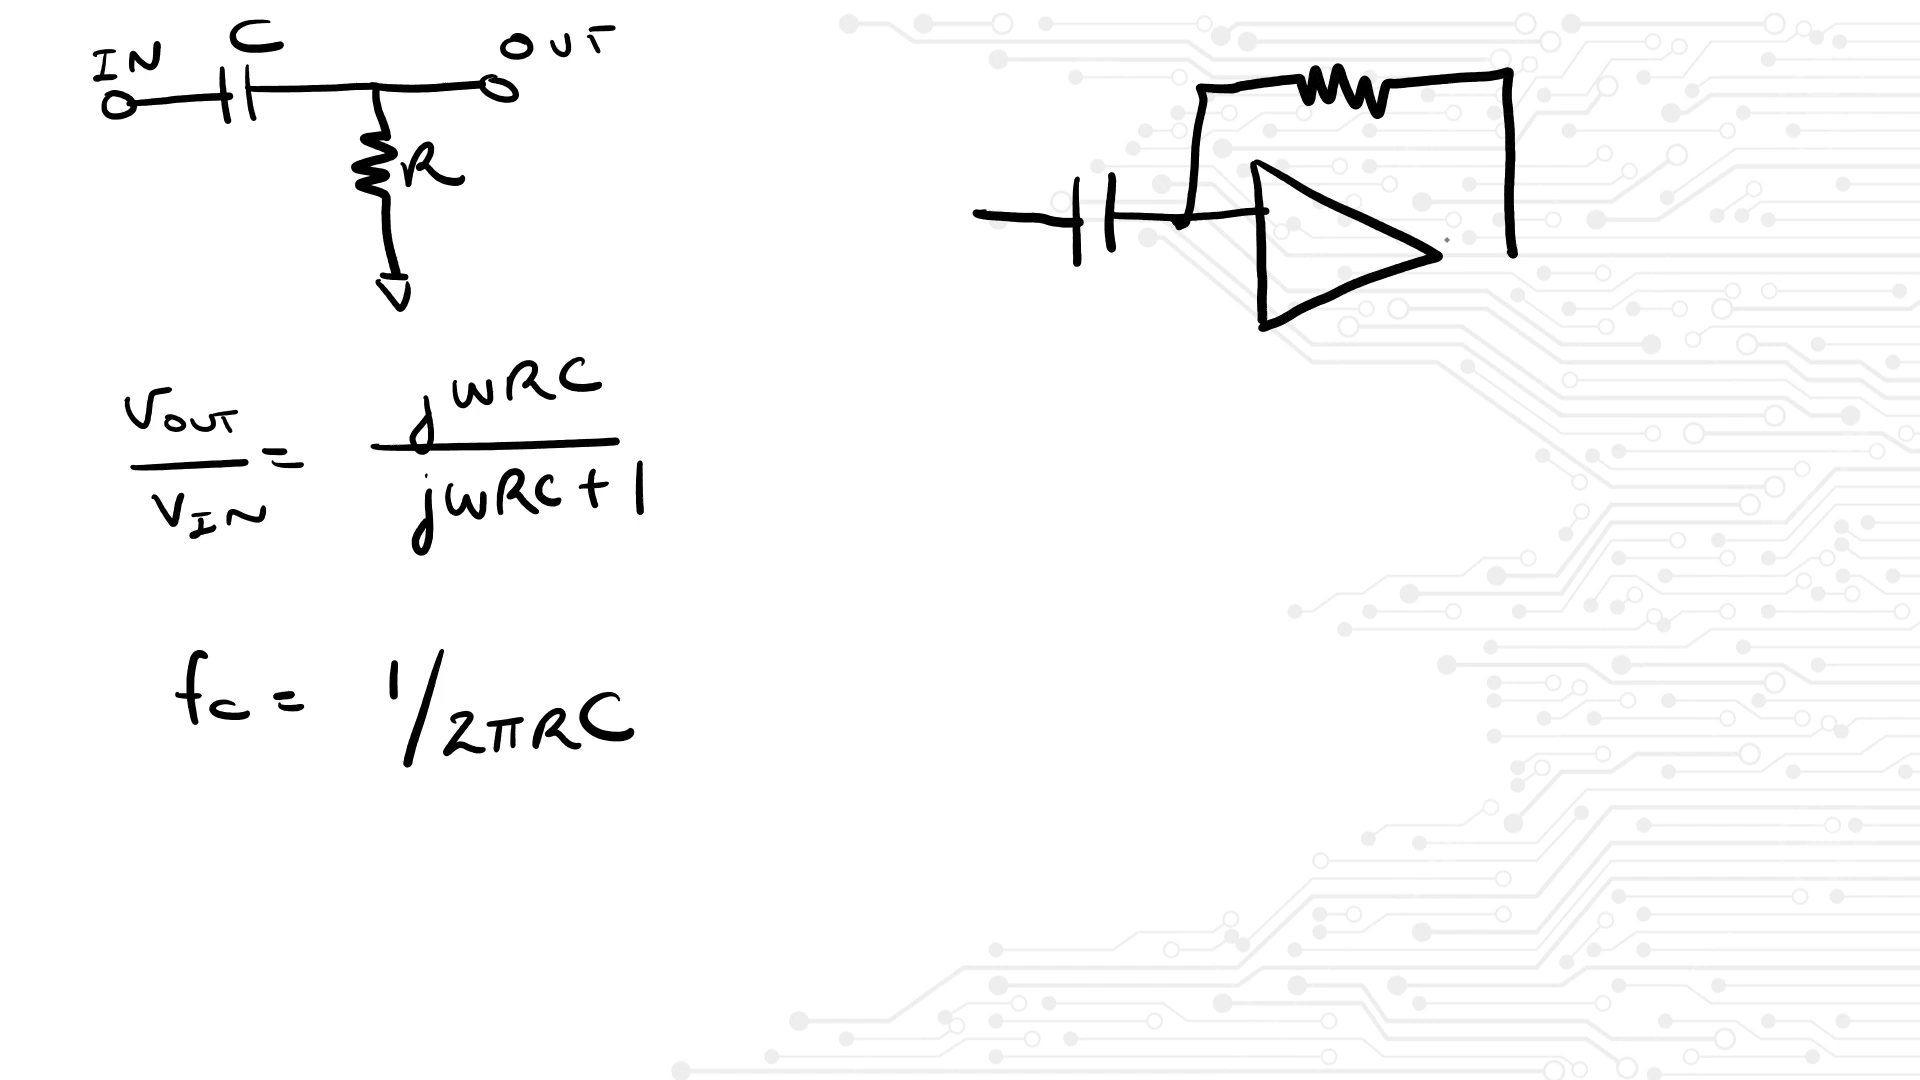 IN C OUT
R
VOUT / VIN = jwRC / jwRC + 1
fc = 1/2πRC